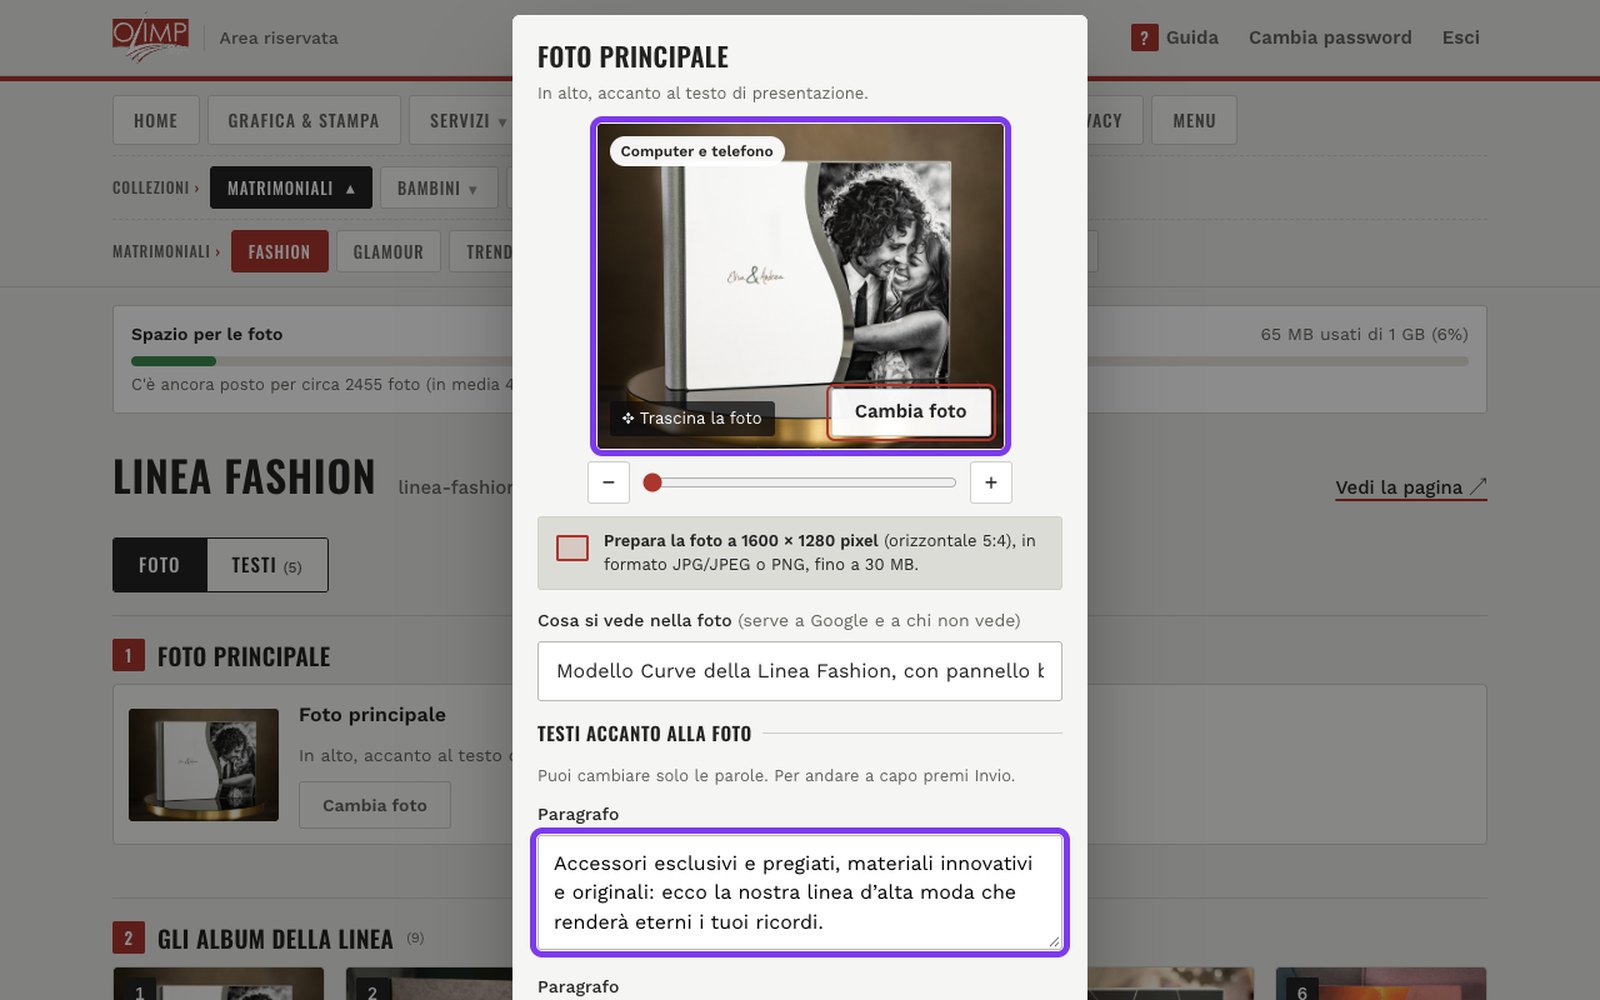 OLIMP
Area riservata
? Guida
Cambia password
Esci
HOME
GRAFICA & STAMPA
SERVIZI ▾
MENU
COLLEZIONI ›
MATRIMONIALI ▲
BAMBINI ▾
MATRIMONIALI ›
FASHION
GLAMOUR
Spazio per le foto
65 MB usati di 1 GB (6%)
C'è ancora posto per circa 2455 foto (in media
LINEA FASHION
Vedi la pagina ↗
FOTO
TESTI (5)
1 FOTO PRINCIPALE
Foto principale
In alto, accanto al testo
Cambia foto
2 GLI ALBUM DELLA LINEA (9)
1
2
6
FOTO PRINCIPALE
In alto, accanto al testo di presentazione.
Computer e telefono
&
Trascina la foto
Cambia foto
−
+
Prepara la foto a 1600 × 1280 pixel (orizzontale 5:4), in
formato JPG/JPEG o PNG, fino a 30 MB.
Cosa si vede nella foto (serve a Google e a chi non vede)
Modello Curve della Linea Fashion, con pannello
TESTI ACCANTO ALLA FOTO
Puoi cambiare solo le parole. Per andare a capo premi Invio.
Paragrafo
Accessori esclusivi e pregiati, materiali innovativi
e originali: ecco la nostra linea d’alta moda che
renderà eterni i tuoi ricordi.
Paragrafo